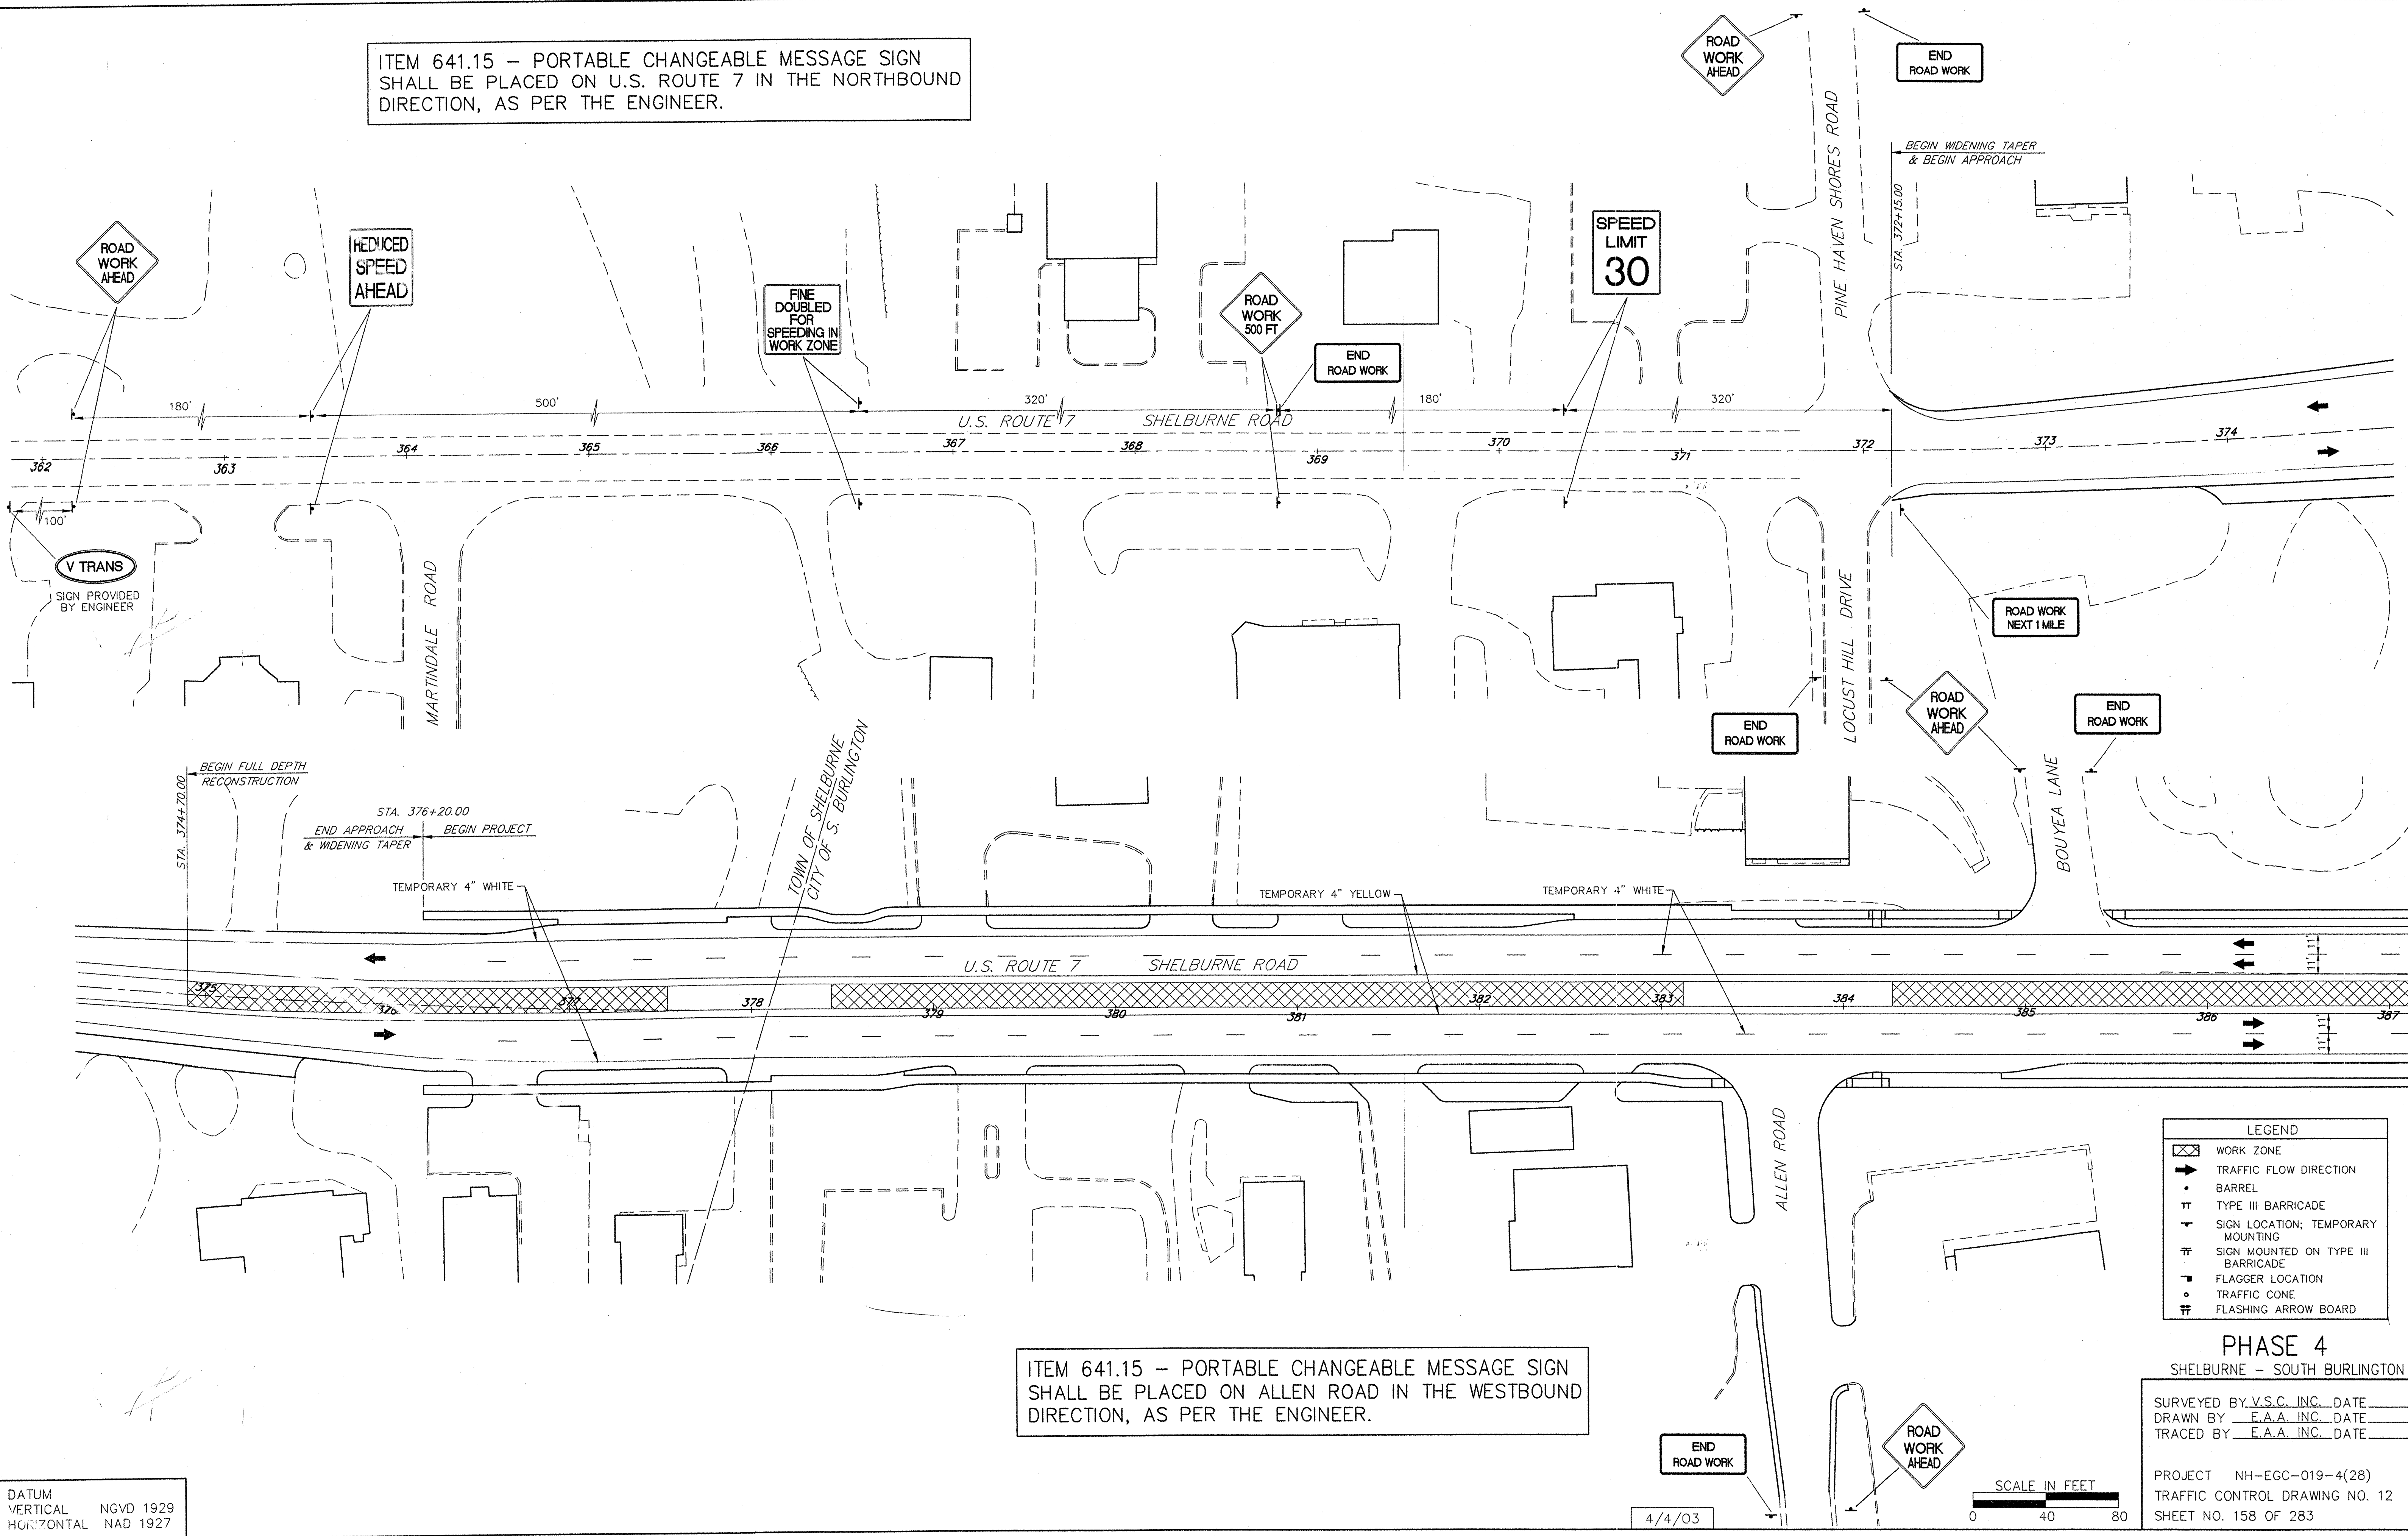 ITEM 641.15 – PORTABLE CHANGEABLE MESSAGE SIGN
SHALL BE PLACED ON U.S. ROUTE 7 IN THE NORTHBOUND
DIRECTION, AS PER THE ENGINEER.
ROAD
WORK
AHEAD
END
ROAD WORK
PINE HAVEN SHORES ROAD
BEGIN WIDENING TAPER
& BEGIN APPROACH
STA. 372+15.00
ROAD
WORK
AHEAD
REDUCED
SPEED
AHEAD
FINE
DOUBLED
FOR
SPEEDING IN
WORK ZONE
ROAD
WORK
500 FT
END
ROAD WORK
SPEED
LIMIT
30
180'
500'
320'
180'
320'
U.S. ROUTE 7 SHELBURNE ROAD
362
363
364
365
366
367
368
369
370
371
372
373
374
100'
V TRANS
SIGN PROVIDED
BY ENGINEER
MARTINDALE ROAD
LOCUST HILL DRIVE
ROAD WORK
NEXT 1 MILE
END
ROAD WORK
ROAD
WORK
AHEAD
END
ROAD WORK
BOUYEA LANE
BEGIN FULL DEPTH
RECONSTRUCTION
STA. 374+70.00
STA. 376+20.00
END APPROACH
& WIDENING TAPER
BEGIN PROJECT
TOWN OF SHELBURNE
CITY OF S. BURLINGTON
TEMPORARY 4" WHITE
TEMPORARY 4" YELLOW
TEMPORARY 4" WHITE
U.S. ROUTE 7 SHELBURNE ROAD
11'
11'
375
376
377
378
379
380
381
382
383
384
385
386
387
11'
11'
ALLEN ROAD
LEGEND
WORK ZONE
TRAFFIC FLOW DIRECTION
BARREL
TYPE III BARRICADE
SIGN LOCATION; TEMPORARY
MOUNTING
SIGN MOUNTED ON TYPE III
BARRICADE
FLAGGER LOCATION
TRAFFIC CONE
FLASHING ARROW BOARD
ITEM 641.15 – PORTABLE CHANGEABLE MESSAGE SIGN
SHALL BE PLACED ON ALLEN ROAD IN THE WESTBOUND
DIRECTION, AS PER THE ENGINEER.
END
ROAD WORK
ROAD
WORK
AHEAD
PHASE 4
SHELBURNE – SOUTH BURLINGTON
SURVEYED BY V.S.C. INC. DATE
DRAWN BY E.A.A. INC. DATE
TRACED BY E.A.A. INC. DATE
PROJECT NH-EGC-019-4(28)
TRAFFIC CONTROL DRAWING NO. 12
SHEET NO. 158 OF 283
SCALE IN FEET
0 40 80
4/4/03
DATUM
VERTICAL NGVD 1929
HORIZONTAL NAD 1927